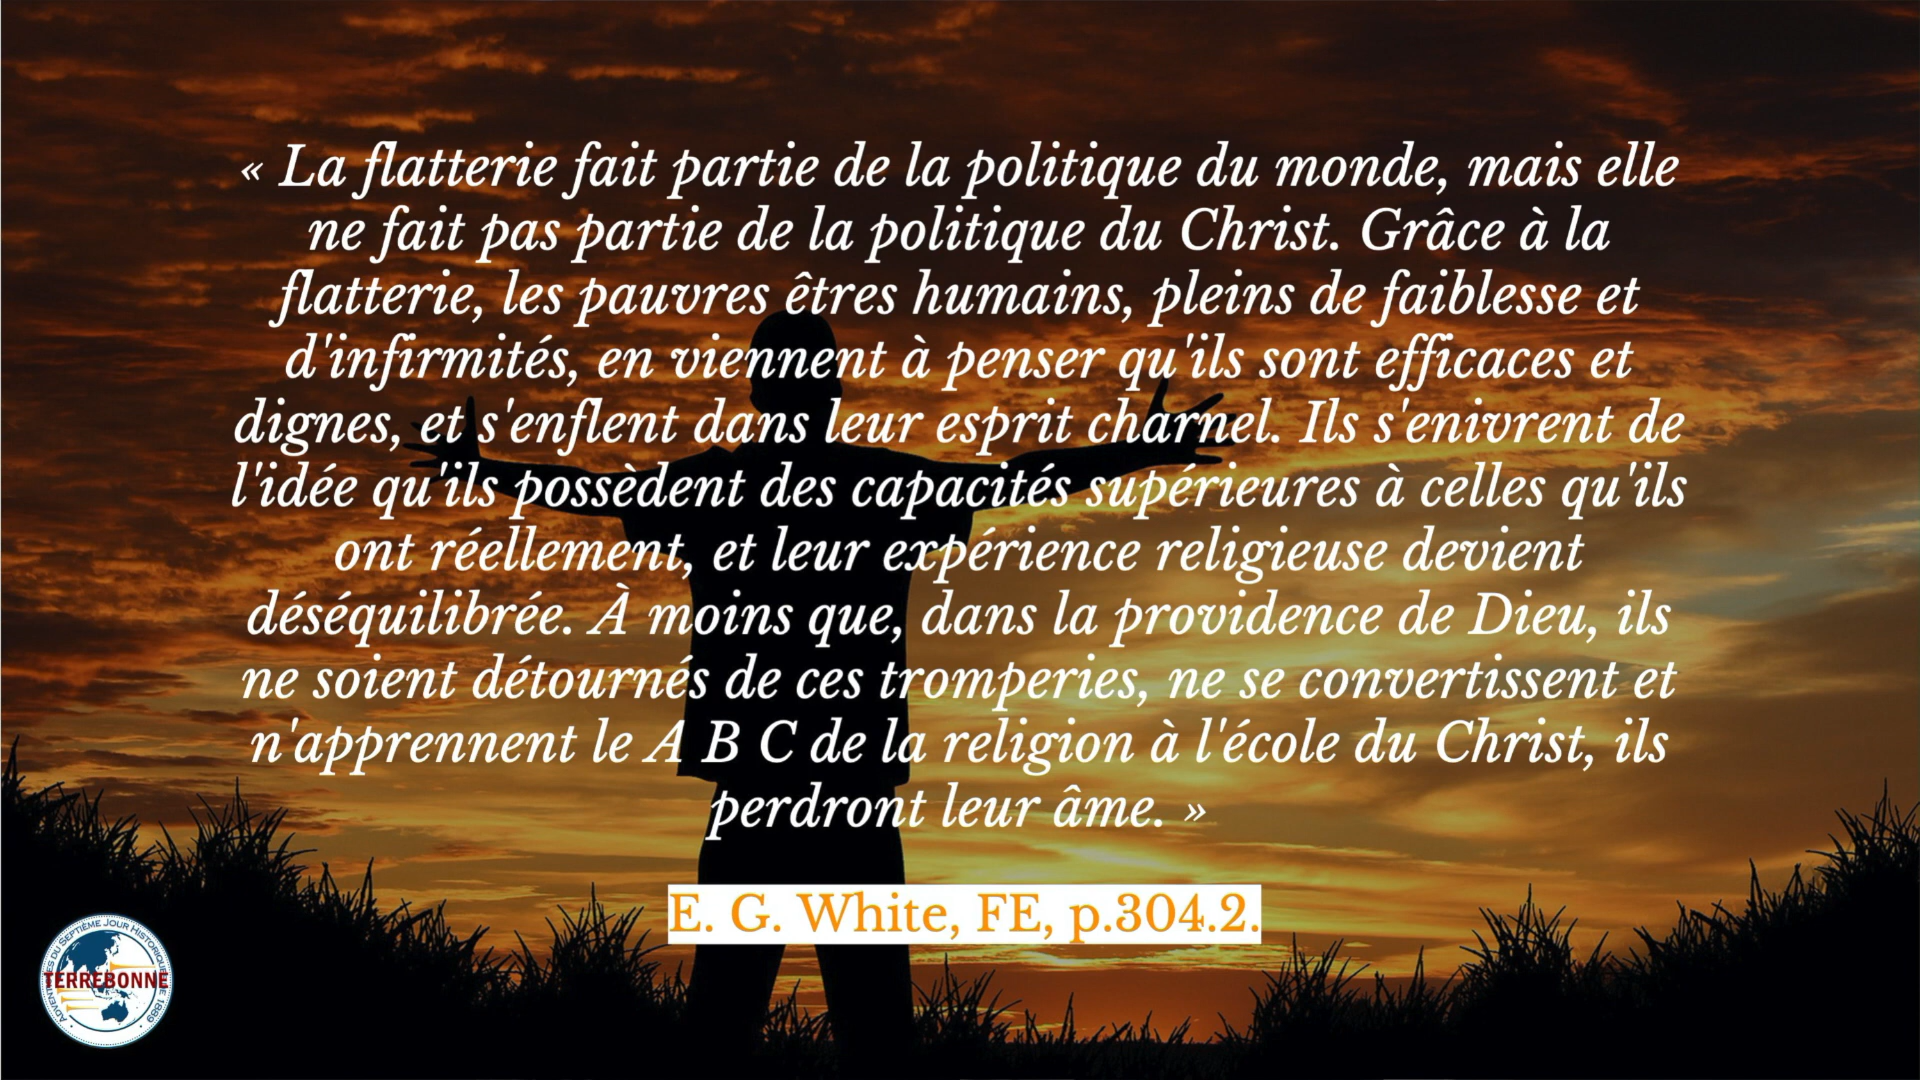 « La flatterie fait partie de la politique du monde, mais elle
ne fait pas partie de la politique du Christ. Grâce à la
flatterie, les pauvres êtres humains, pleins de faiblesse et
d'infirmités, en viennent à penser qu'ils sont efficaces et
dignes, et s'enflent dans leur esprit charnel. Ils s'enivrent de
l'idée qu'ils possèdent des capacités supérieures à celles qu'ils
ont réellement, et leur expérience religieuse devient
déséquilibrée. À moins que, dans la providence de Dieu, ils
ne soient détournés de ces tromperies, ne se convertissent et
n'apprennent le A B C de la religion à l'école du Christ, ils
perdront leur âme. »
E. G. White, FE, p.304.2.
TERREBONNE